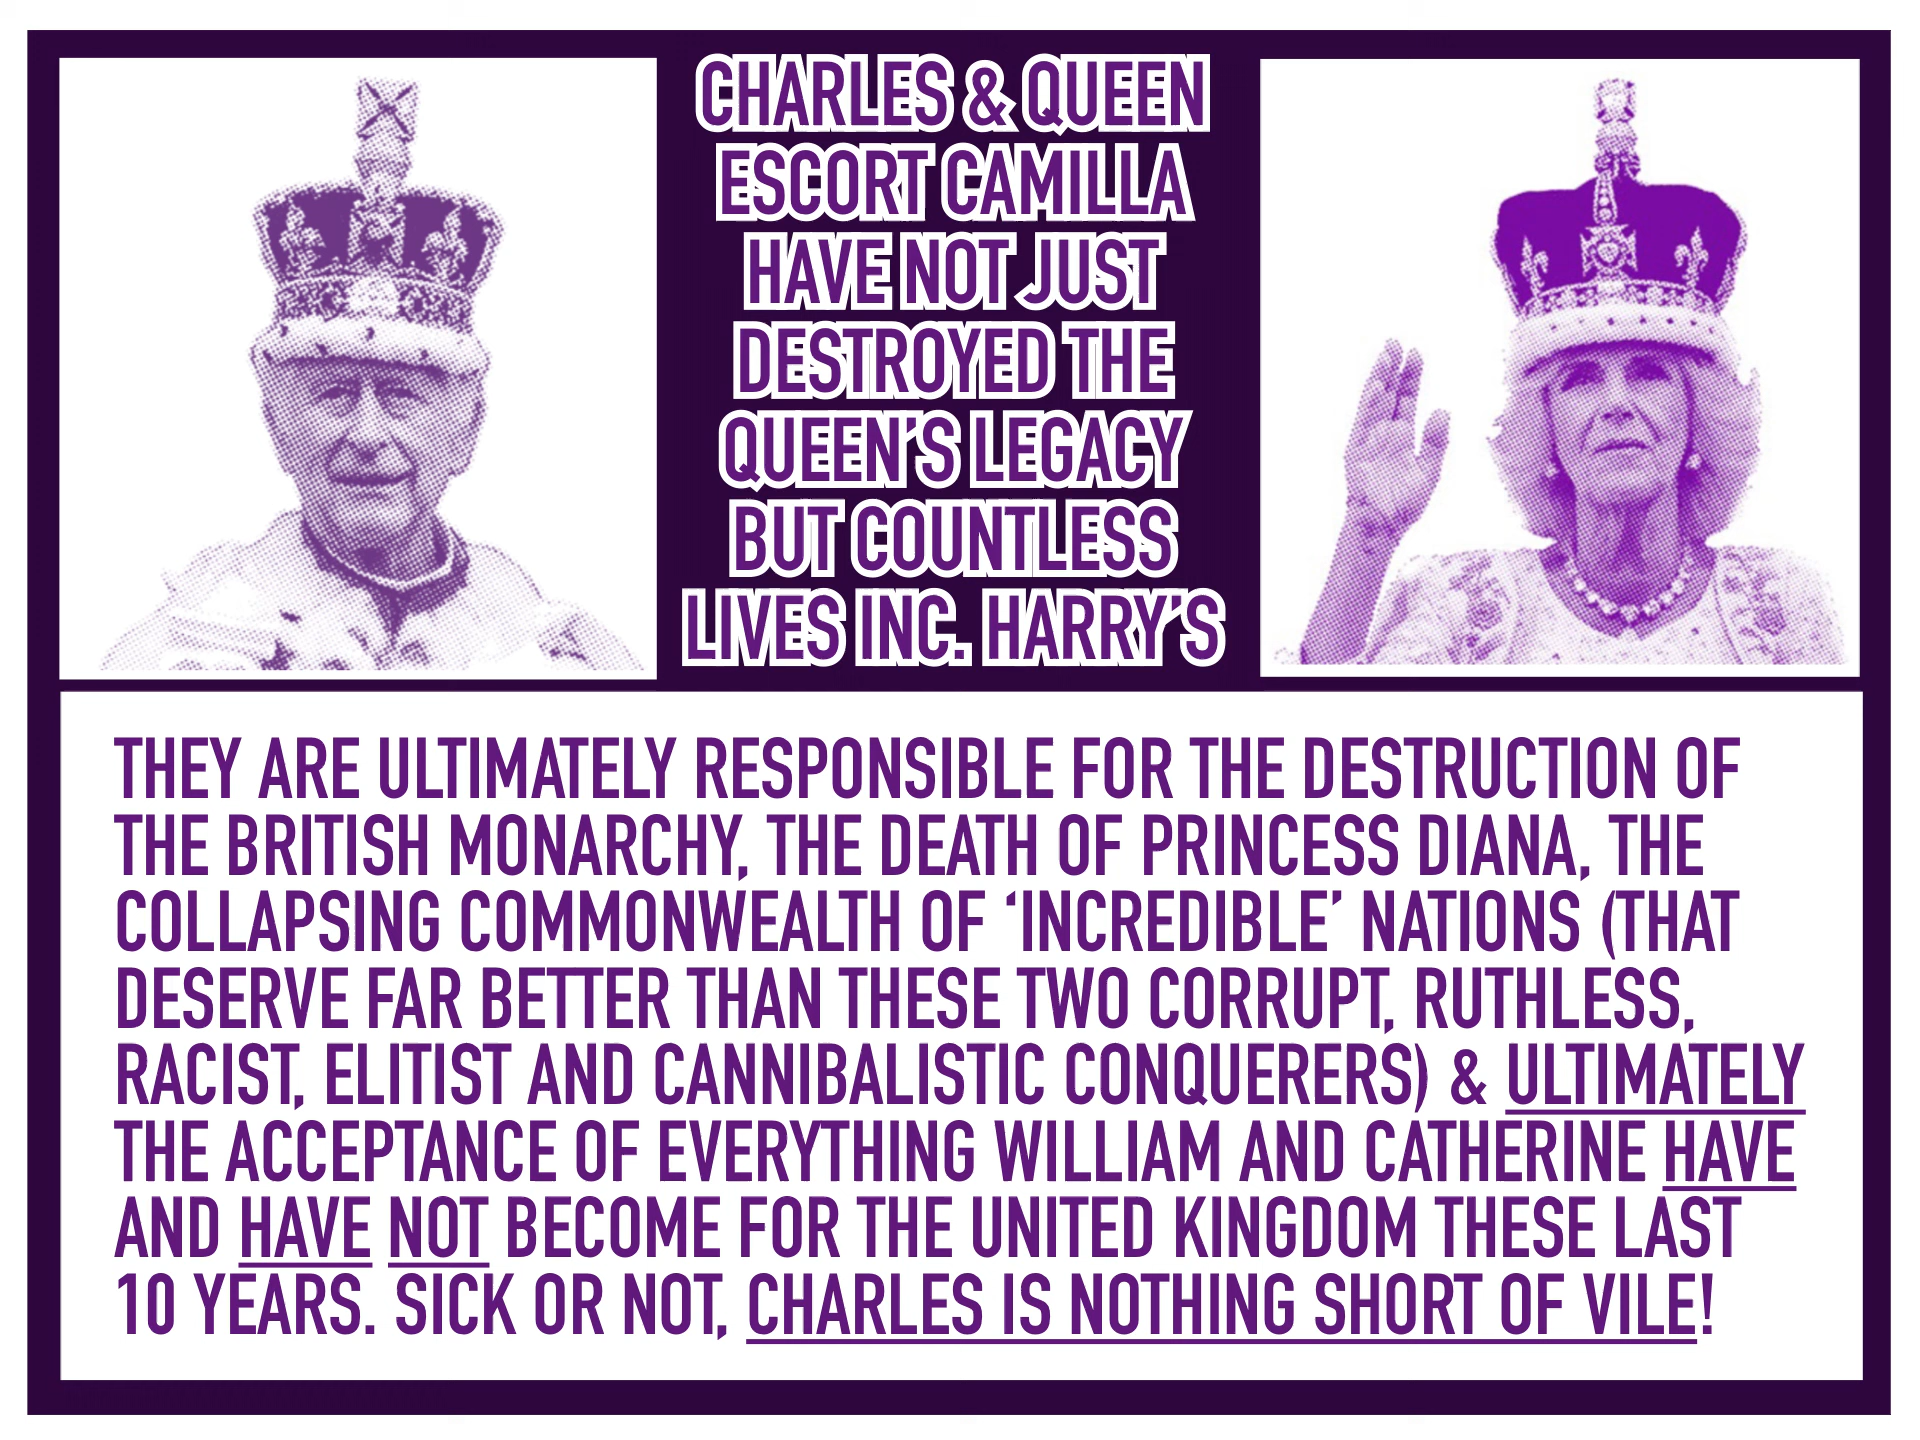 CHARLES & QUEEN
ESCORT CAMILLA
HAVE NOT JUST
DESTROYED THE
QUEEN'S LEGACY
BUT COUNTLESS
LIVES INC. HARRY'S
THEY ARE ULTIMATELY RESPONSIBLE FOR THE DESTRUCTION OF
THE BRITISH MONARCHY, THE DEATH OF PRINCESS DIANA, THE
COLLAPSING COMMONWEALTH OF ‘INCREDIBLE’ NATIONS (THAT
DESERVE FAR BETTER THAN THESE TWO CORRUPT, RUTHLESS,
RACIST, ELITIST AND CANNIBALISTIC CONQUERERS) & ULTIMATELY
THE ACCEPTANCE OF EVERYTHING WILLIAM AND CATHERINE HAVE
AND HAVE NOT BECOME FOR THE UNITED KINGDOM THESE LAST
10 YEARS. SICK OR NOT, CHARLES IS NOTHING SHORT OF VILE!